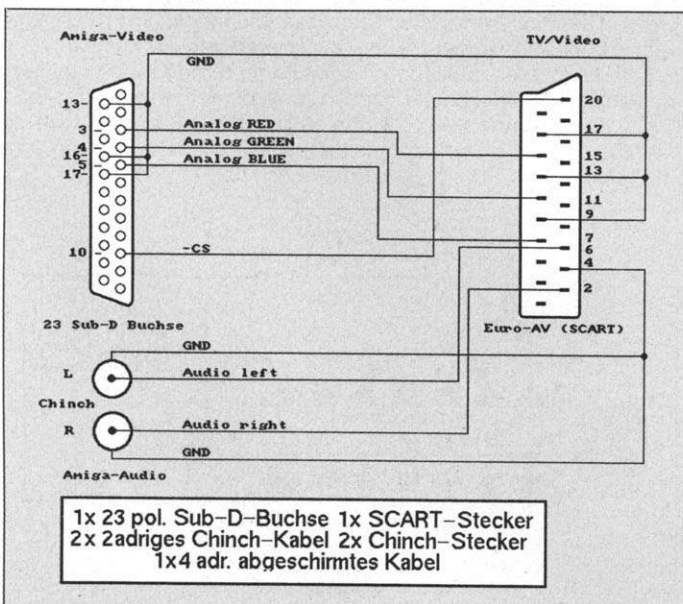 Amiga-Video
TV/Video
GND
13-
20
3
Analog RED
17
4
Analog GREEN
15
16-
Analog BLUE
5
13
17-
11
9
7
10
-CS
6
4
2
23 Sub-D Buchse
Euro-AV (SCART)
GND
L
Audio left
Chinch
R
Audio right
GND
Amiga-Audio
1x 23 pol. Sub-D-Buchse 1x SCART-Stecker
2x 2adriges Chinch-Kabel 2x Chinch-Stecker
1x4 adr. abgeschirmtes Kabel